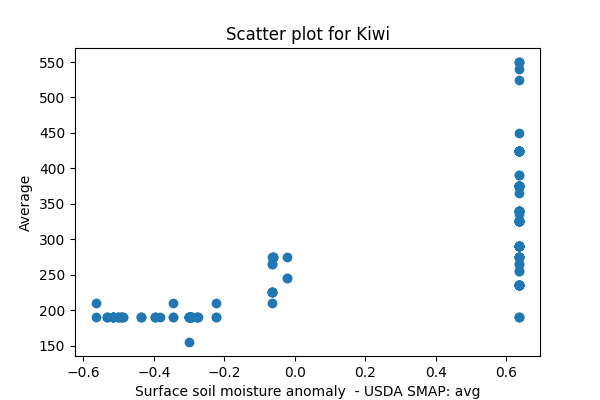 Scatter plot for Kiwi
550
500
450
400
350
300
250
200
150
Average
−0.6 −0.4 −0.2 0.0 0.2 0.4 0.6
Surface soil moisture anomaly  - USDA SMAP: avg